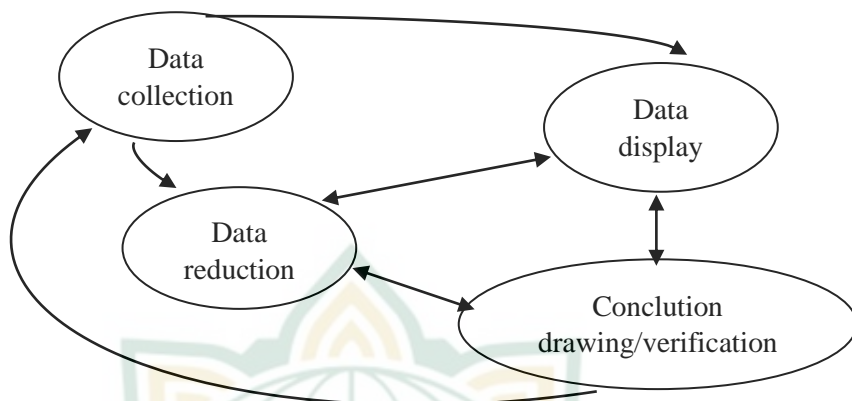 Data
collection
Data
display
Data
reduction
Conclution
drawing/verification